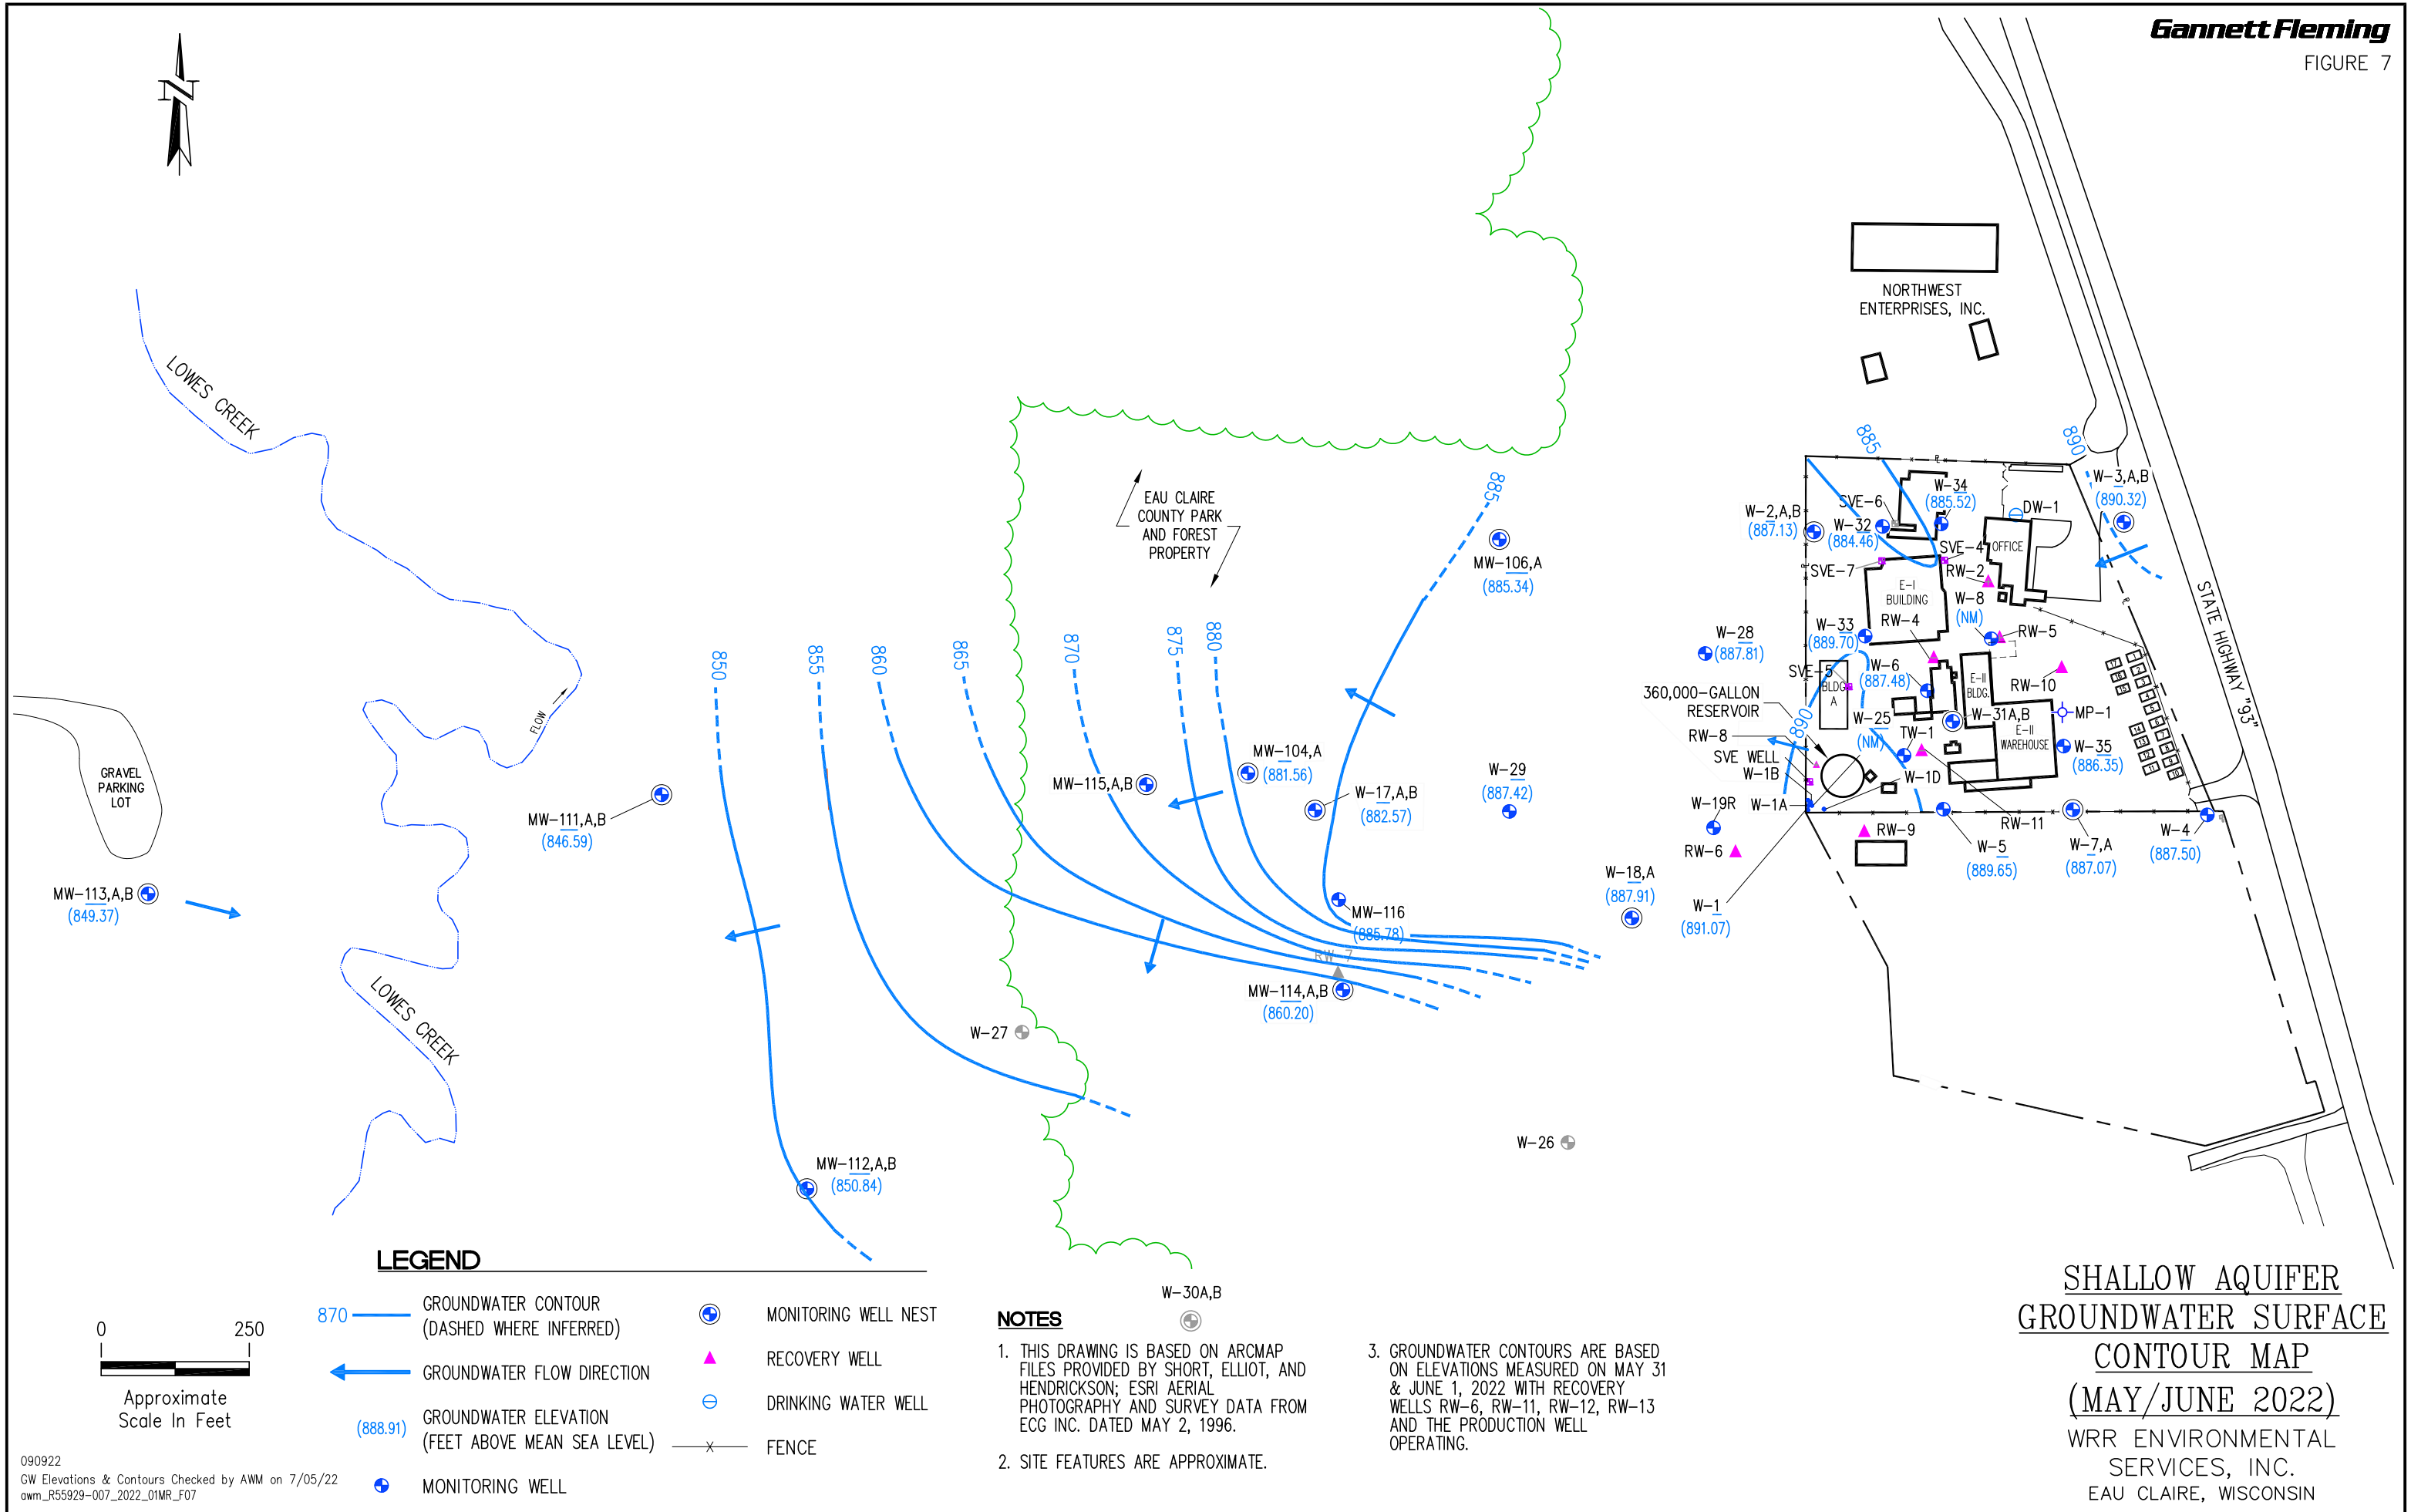 Gannett Fleming
FIGURE 7
N
LOWES CREEK
FLOW
GRAVEL
PARKING
LOT
MW-113,A,B
(849.37)
LOWES CREEK
MW-111,A,B
(846.59)
MW-112,A,B
(850.84)
850
855
860
865
870
875
880
885
EAU CLAIRE
COUNTY PARK
AND FOREST
PROPERTY
MW-106,A
(885.34)
MW-104,A
(881.56)
MW-115,A,B
W-17,A,B
(882.57)
W-29
(887.42)
MW-116
(885.78)
RW-7
MW-114,A,B
(860.20)
W-27
W-26
W-30A,B
W-28
(887.81)
W-19R
RW-6
W-18,A
(887.91)
W-1
(891.07)
NORTHWEST
ENTERPRISES, INC.
885
890
W-3,A,B
(890.32)
W-34
(885.52)
SVE-6
W-2,A,B
(887.13)
W-32
(884.46)
DW-1
OFFICE
SVE-4
SVE-7
RW-2
E-I
BUILDING
W-8
(NM)
RW-4
RW-5
W-33
(889.70)
SVE-5
BLDG.
A
W-6
(887.48)
E-II
BLDG.
RW-10
360,000-GALLON
RESERVOIR
890
W-25
(NM)
W-31A,B
MP-1
TW-1
E-II
WAREHOUSE
W-35
(886.35)
RW-8
SVE WELL
W-1B
W-1A
W-1D
RW-9
RW-11
W-5
(889.65)
W-7,A
(887.07)
W-4
(887.50)
STATE HIGHWAY "93"
LEGEND
870
GROUNDWATER CONTOUR
(DASHED WHERE INFERRED)
GROUNDWATER FLOW DIRECTION
(888.91)
GROUNDWATER ELEVATION
(FEET ABOVE MEAN SEA LEVEL)
MONITORING WELL
MONITORING WELL NEST
RECOVERY WELL
DRINKING WATER WELL
X
FENCE
0 250
Approximate
Scale In Feet
090922
GW Elevations & Contours Checked by AWM on 7/05/22
awm_R55929-007_2022_01MR_F07
NOTES
1. THIS DRAWING IS BASED ON ARCMAP
FILES PROVIDED BY SHORT, ELLIOT, AND
HENDRICKSON; ESRI AERIAL
PHOTOGRAPHY AND SURVEY DATA FROM
ECG INC. DATED MAY 2, 1996.
2. SITE FEATURES ARE APPROXIMATE.
3. GROUNDWATER CONTOURS ARE BASED
ON ELEVATIONS MEASURED ON MAY 31
& JUNE 1, 2022 WITH RECOVERY
WELLS RW-6, RW-11, RW-12, RW-13
AND THE PRODUCTION WELL
OPERATING.
SHALLOW AQUIFER
GROUNDWATER SURFACE
CONTOUR MAP
(MAY/JUNE 2022)
WRR ENVIRONMENTAL
SERVICES, INC.
EAU CLAIRE, WISCONSIN